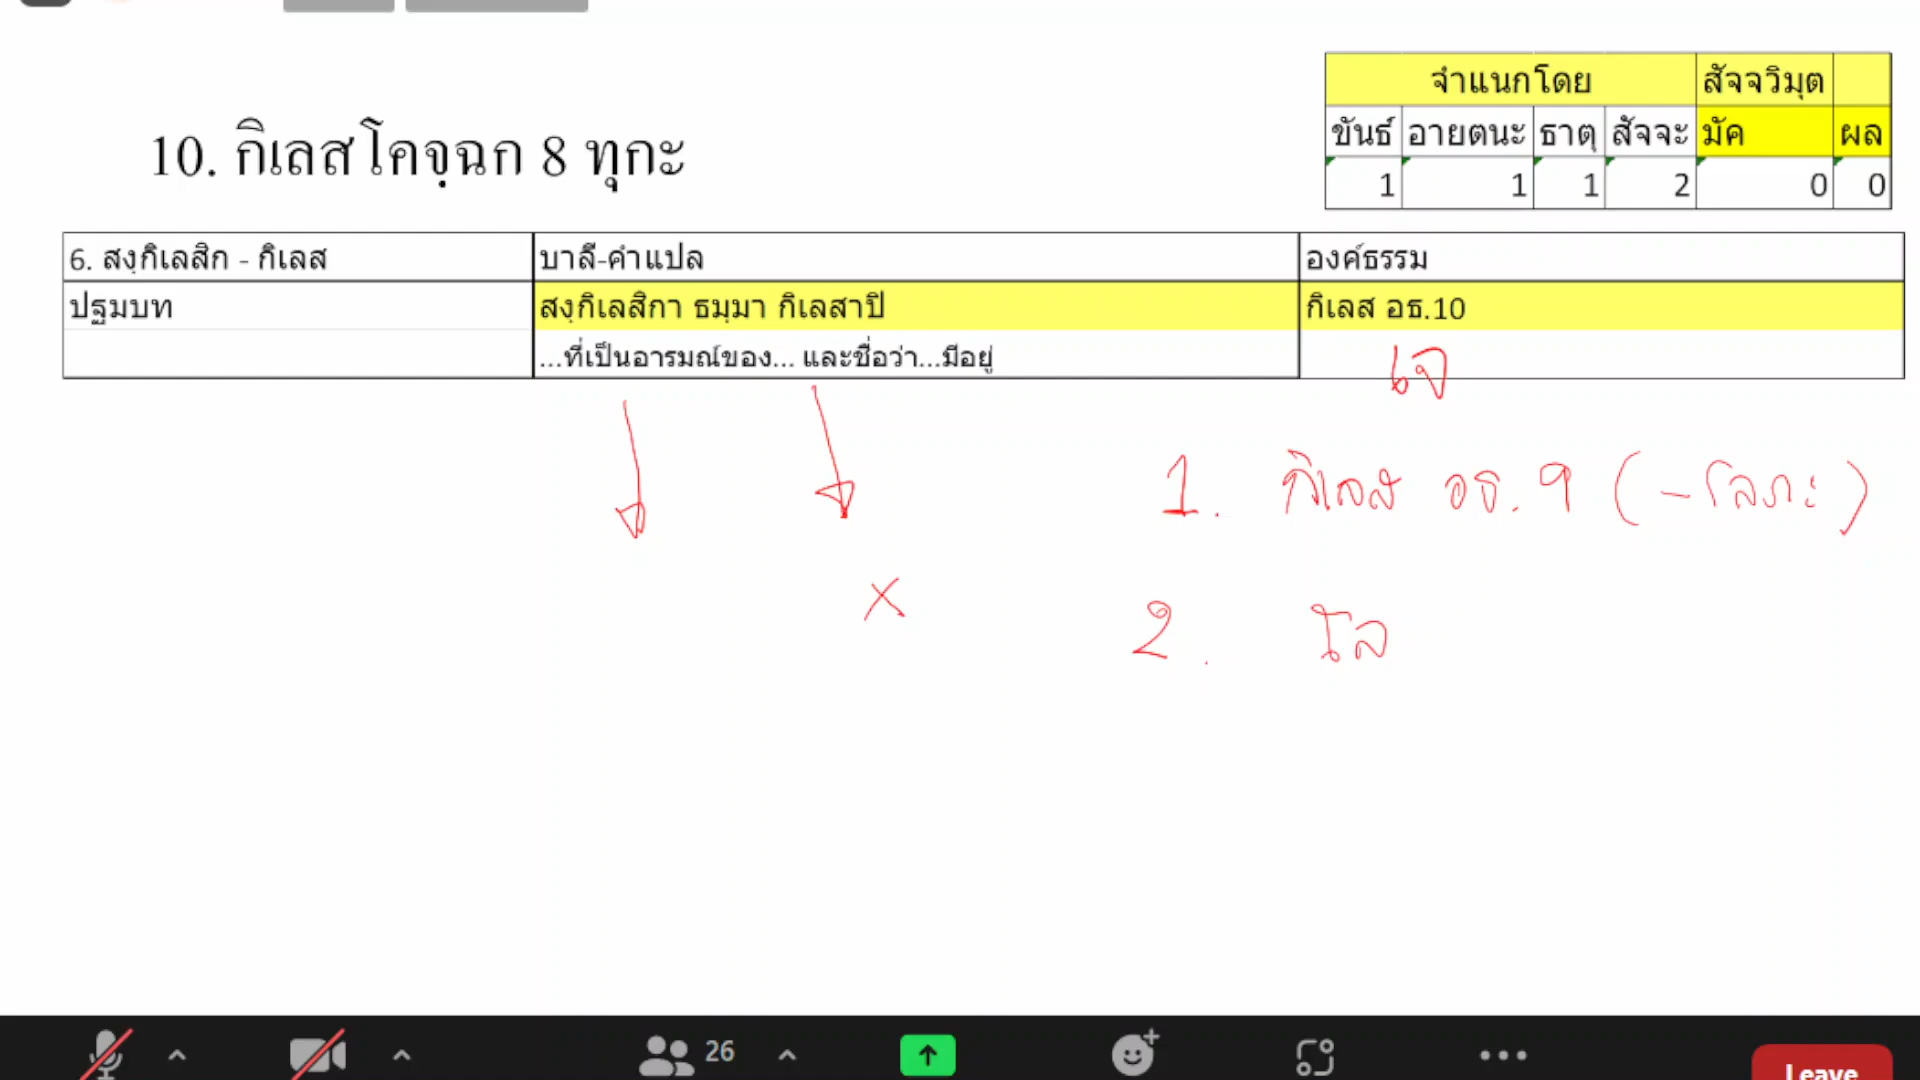 จำแนกโดย สัจจวิมุต
ขันธ์ อายตนะ ธาตุ สัจจะ มัค ผล
1 1 1 2 0 0
10. กิเลสโคจฺฉก 8 ทุกะ
6. สงฺกิเลสิก - กิเลส บาลี-คำแปล องค์ธรรม
ปฐมบท สงฺกิเลสิกา ธมฺมา กิเลสาปิ กิเลส อธ.10
...ที่เป็นอารมณ์ของ... และชื่อว่า...มีอยู่
เจ
1. กิเลส อธ. 9 (-โลภะ)
x
2. โล
26
Leave